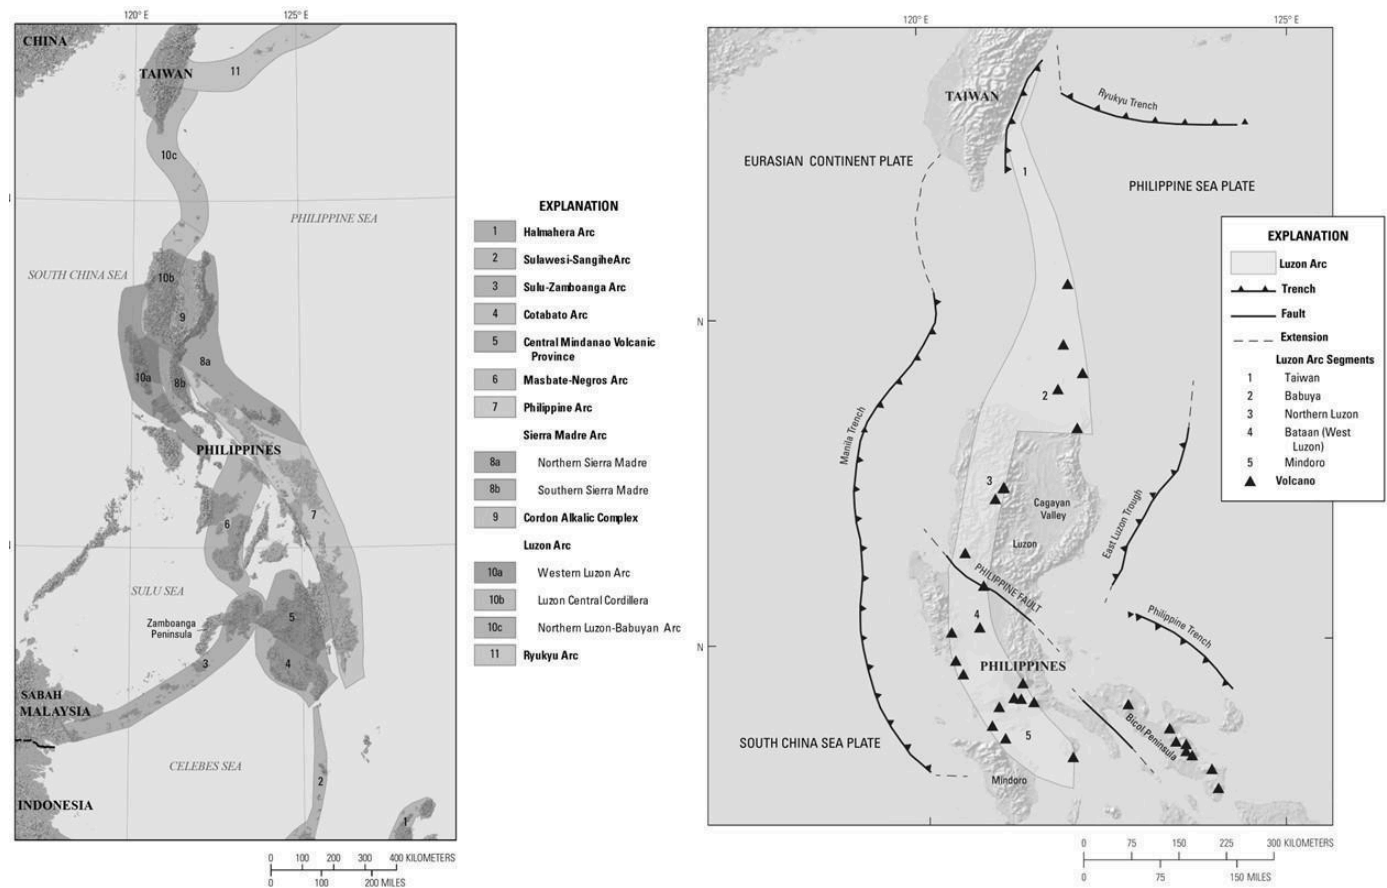 120° E
125° E
CHINA
TAIWAN
11
10c
PHILIPPINE SEA
SOUTH CHINA SEA
10b
9
8a
10a
8b
PHILIPPINES
6
7
SULU SEA
Zamboanga
Peninsula
5
3
4
SABAH
MALAYSIA
CELEBES SEA
2
INDONESIA
1
0 100 200 300 400 KILOMETERS
0 100 200 MILES
EXPLANATION
1 Halmahera Arc
2 Sulawesi-SangiheArc
3 Sulu-Zamboanga Arc
4 Cotabato Arc
5 Central Mindanao Volcanic
Province
6 Masbate-Negros Arc
7 Philippine Arc
Sierra Madre Arc
8a Northern Sierra Madre
8b Southern Sierra Madre
9 Cordon Alkalic Complex
Luzon Arc
10a Western Luzon Arc
10b Luzon Central Cordillera
10c Northern Luzon-Babuyan Arc
11 Ryukyu Arc
120° E
125° E
TAIWAN
Ryukyu Trench
EURASIAN CONTINENT PLATE
1
PHILIPPINE SEA PLATE
N
2
Manila Trench
3
Cagayan
Valley
Luzon
East Luzon Trough
PHILIPPINE FAULT
4
Philippine Trench
N
PHILIPPINES
Bicol Peninsula
SOUTH CHINA SEA PLATE
5
Mindoro
EXPLANATION
Luzon Arc
Trench
Fault
Extension
Luzon Arc Segments
1 Taiwan
2 Babuya
3 Northern Luzon
4 Bataan (West
Luzon)
5 Mindoro
Volcano
0 75 150 225 300 KILOMETERS
0 75 150 MILES